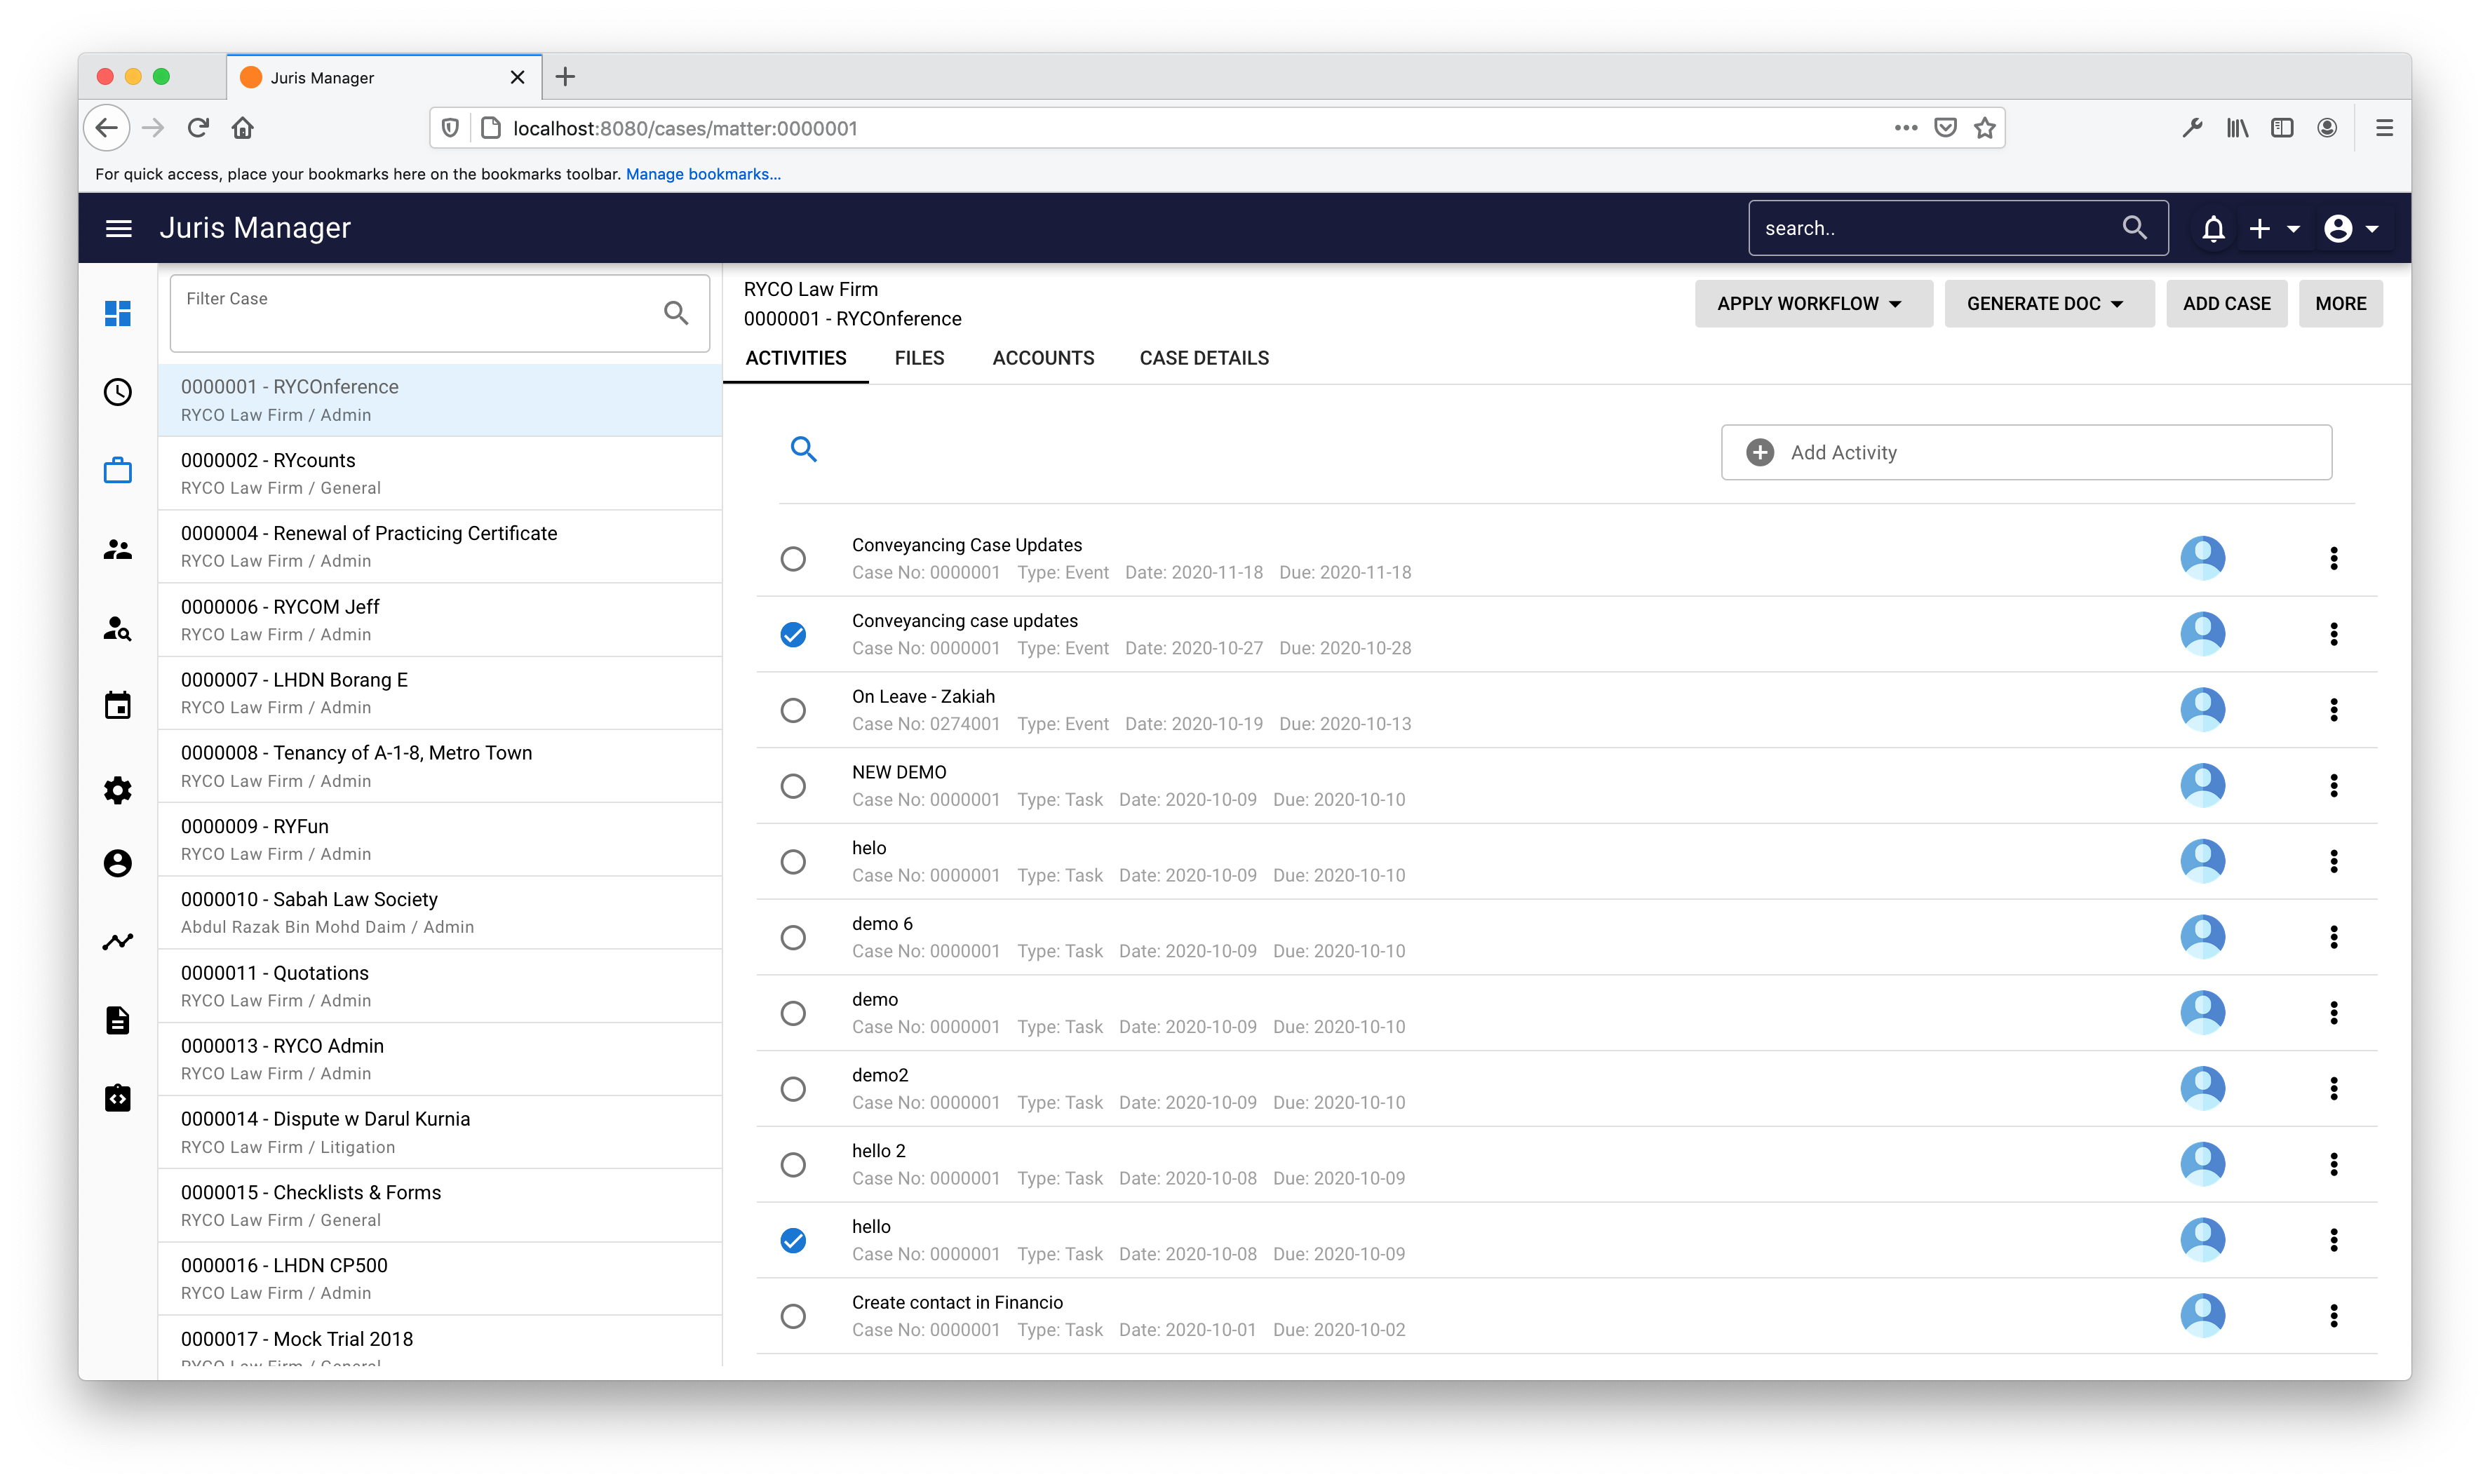 Juris Manager
localhost:8080/cases/matter:0000001
For quick access, place your bookmarks here on the bookmarks toolbar. Manage bookmarks...
Juris Manager
search..
Filter Case
0000001 - RYCOnference
RYCO Law Firm / Admin
0000002 - RYcounts
RYCO Law Firm / General
0000004 - Renewal of Practicing Certificate
RYCO Law Firm / Admin
0000006 - RYCOM Jeff
RYCO Law Firm / Admin
0000007 - LHDN Borang E
RYCO Law Firm / Admin
0000008 - Tenancy of A-1-8, Metro Town
RYCO Law Firm / Admin
0000009 - RYFun
RYCO Law Firm / Admin
0000010 - Sabah Law Society
Abdul Razak Bin Mohd Daim / Admin
0000011 - Quotations
RYCO Law Firm / Admin
0000013 - RYCO Admin
RYCO Law Firm / Admin
0000014 - Dispute w Darul Kurnia
RYCO Law Firm / Litigation
0000015 - Checklists & Forms
RYCO Law Firm / General
0000016 - LHDN CP500
RYCO Law Firm / Admin
0000017 - Mock Trial 2018
RYCO Law Firm / General
RYCO Law Firm
0000001 - RYCOnference
APPLY WORKFLOW
GENERATE DOC
ADD CASE
MORE
ACTIVITIES
FILES
ACCOUNTS
CASE DETAILS
Add Activity
Conveyancing Case Updates
Case No: 0000001 Type: Event Date: 2020-11-18 Due: 2020-11-18
Conveyancing case updates
Case No: 0000001 Type: Event Date: 2020-10-27 Due: 2020-10-28
On Leave - Zakiah
Case No: 0274001 Type: Event Date: 2020-10-19 Due: 2020-10-13
NEW DEMO
Case No: 0000001 Type: Task Date: 2020-10-09 Due: 2020-10-10
helo
Case No: 0000001 Type: Task Date: 2020-10-09 Due: 2020-10-10
demo 6
Case No: 0000001 Type: Task Date: 2020-10-09 Due: 2020-10-10
demo
Case No: 0000001 Type: Task Date: 2020-10-09 Due: 2020-10-10
demo2
Case No: 0000001 Type: Task Date: 2020-10-09 Due: 2020-10-10
hello 2
Case No: 0000001 Type: Task Date: 2020-10-08 Due: 2020-10-09
hello
Case No: 0000001 Type: Task Date: 2020-10-08 Due: 2020-10-09
Create contact in Financio
Case No: 0000001 Type: Task Date: 2020-10-01 Due: 2020-10-02